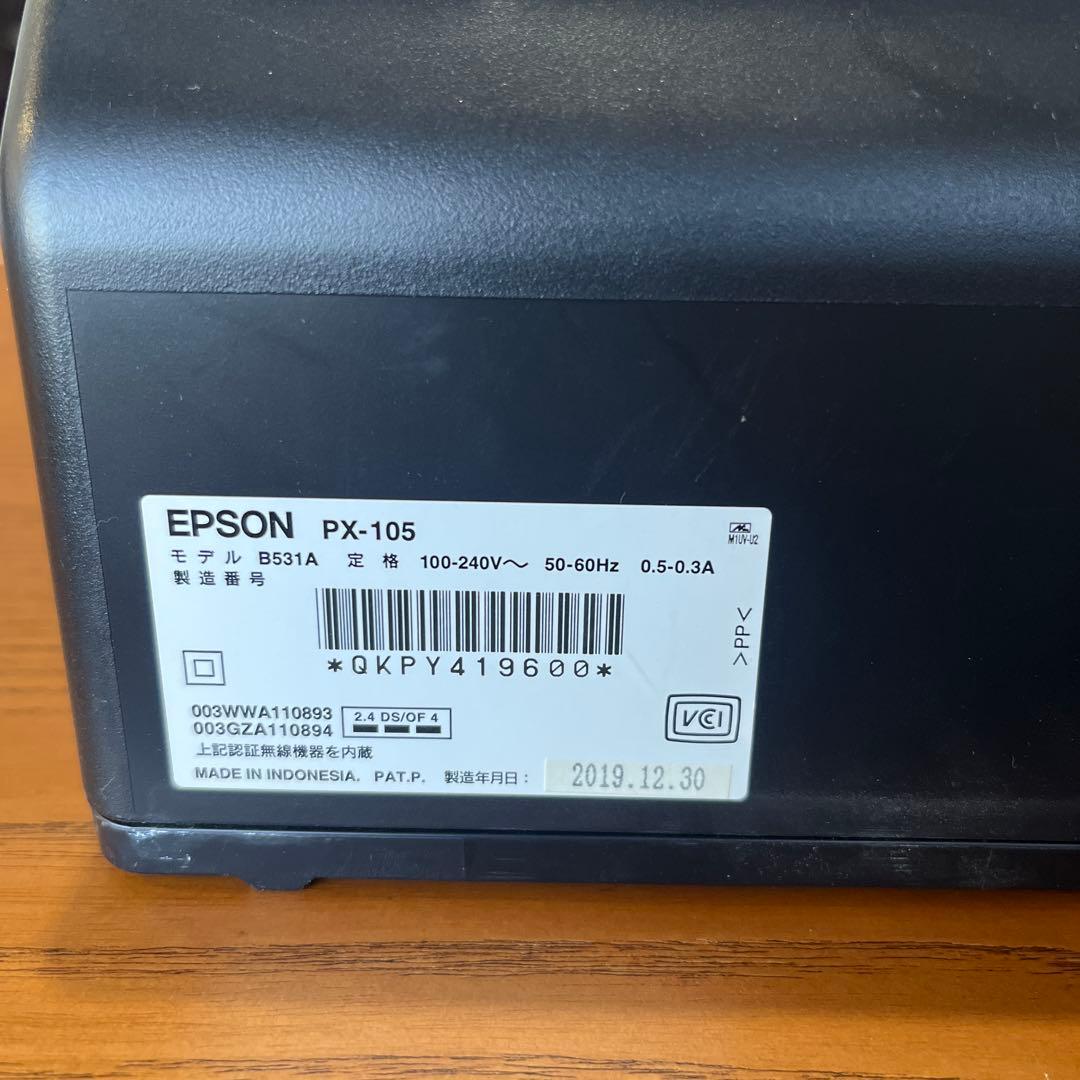 EPSON PX-105
モデル B531A 定格 100-240V～ 50-60Hz 0.5-0.3A
製造番号
*QKPY419600*
M1UV-U2
>PP<
003WWA110893
003GZA110894
2.4 DS/OF 4
上記認証無線機器を内蔵
VCI
MADE IN INDONESIA. PAT.P. 製造年月日：
2019.12.30